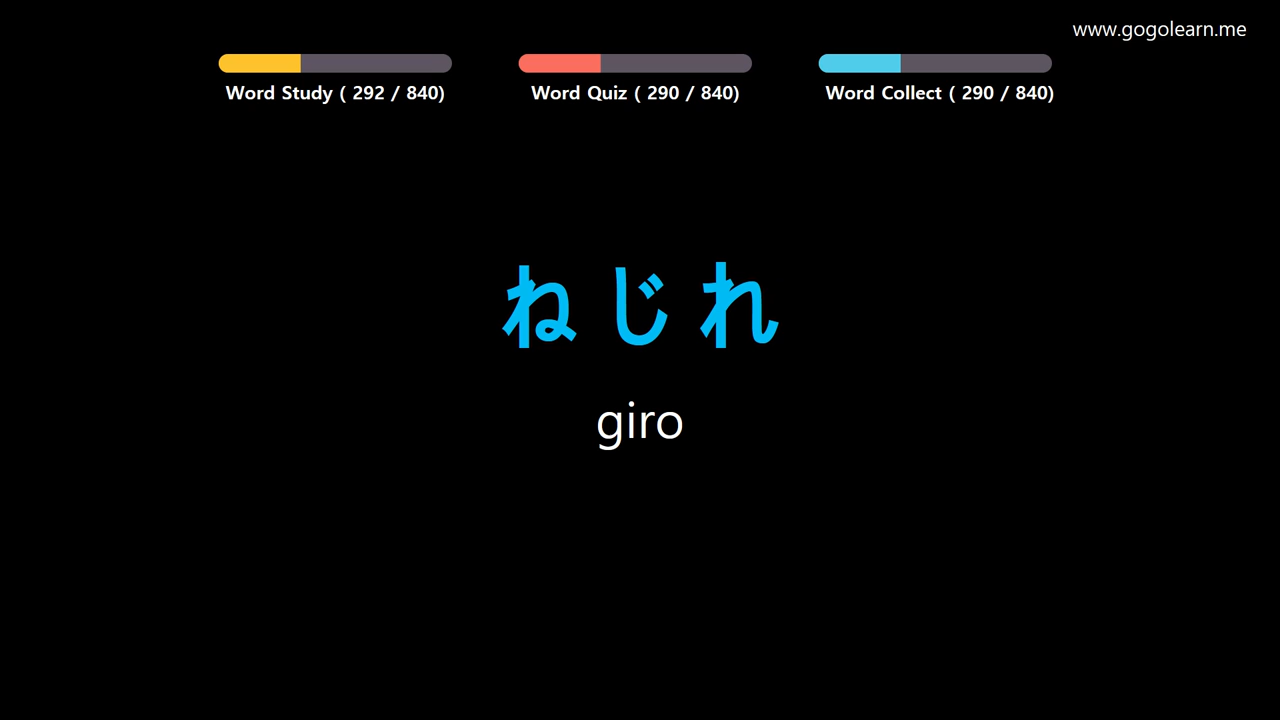 www.gogolearn.me
Word Study ( 292 / 840)
Word Quiz ( 290 / 840)
Word Collect ( 290 / 840)
ねじれ
giro